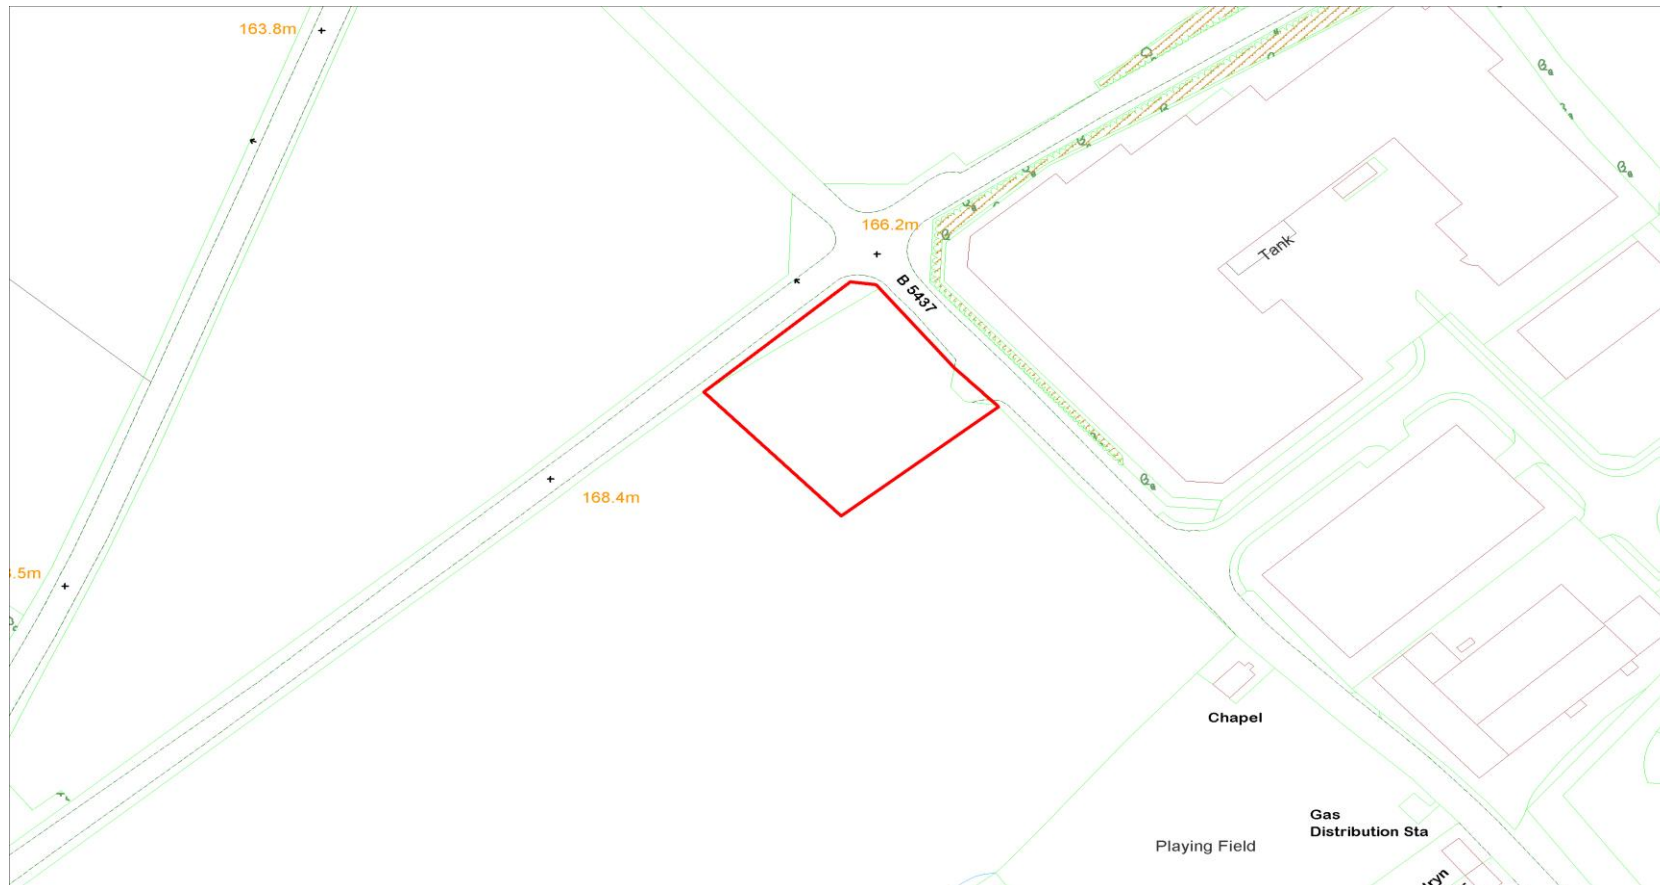 163.8m
166.2m
B 5437
Tank
168.4m
.5m
Chapel
Gas
Distribution Sta
Playing Field